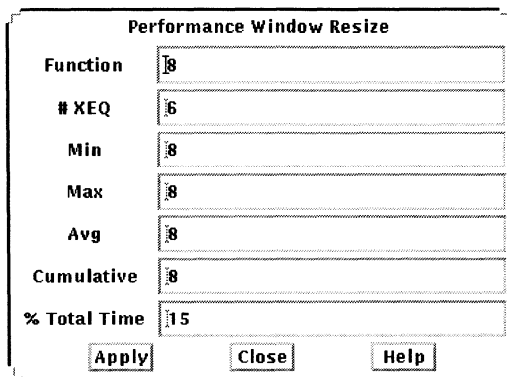 Performance Window Resize
Function 8
# XEQ 6
Min 8
Max 8
Avg 8
Cumulative 8
% Total Time 15
Apply Close Help